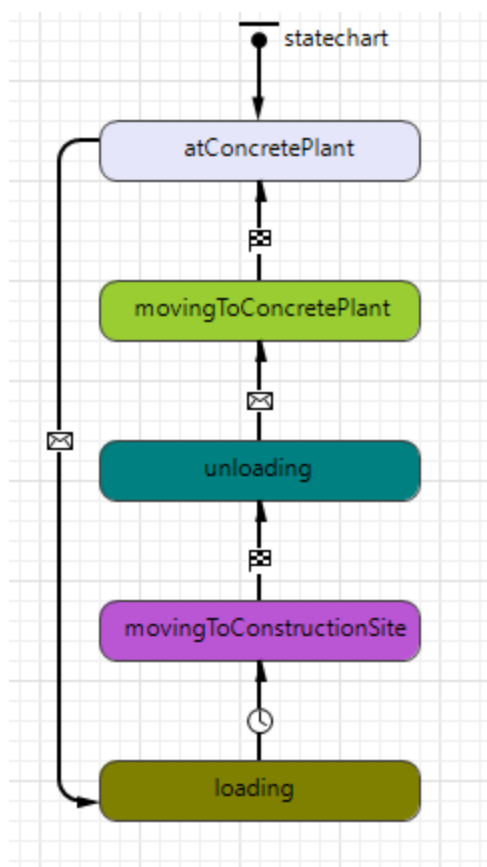 statechart
atConcretePlant
movingToConcretePlant
unloading
movingToConstructionSite
loading